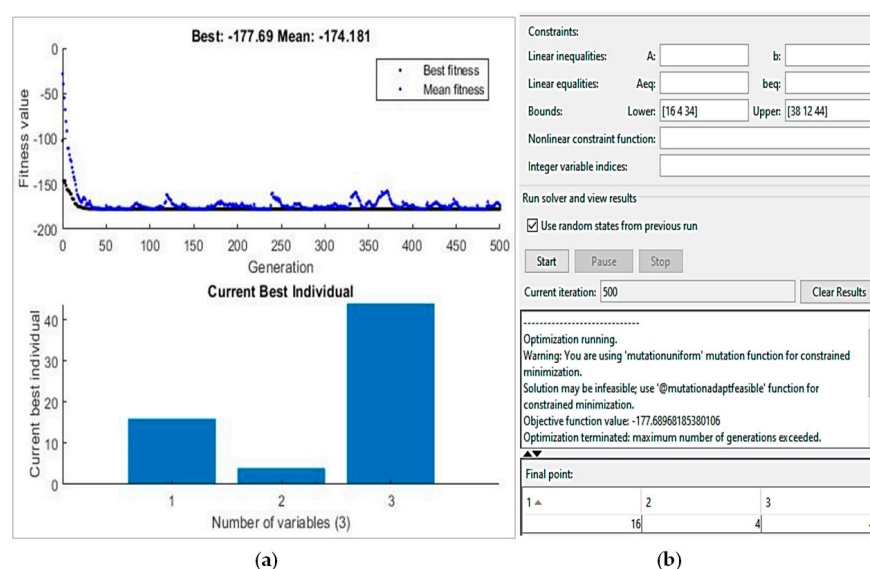 Best: -177.69 Mean: -174.181
Fitness value
0
-50
-100
-150
-200
Best fitness
Mean fitness
0 50 100 150 200 250 300 350 400 450 500
Generation
Current Best Individual
Current best individual
40
30
20
10
0
1 2 3
Number of variables (3)
(a)
Constraints:
Linear inequalities: A: b:
Linear equalities: Aeq: beq:
Bounds: Lower: [16 4 34] Upper: [38 12 44]
Nonlinear constraint function:
Integer variable indices:
Run solver and view results
Use random states from previous run
Start Pause Stop
Current iteration: 500 Clear Results
-----------------------------
Optimization running.
Warning: You are using 'mutationuniform' mutation function for constrained
minimization.
Solution may be infeasible; use '@mutationadaptfeasible' function for
constrained minimization.
Objective function value: -177.68968185380106
Optimization terminated: maximum number of generations exceeded.
Final point:
1 2 3
16 4
(b)